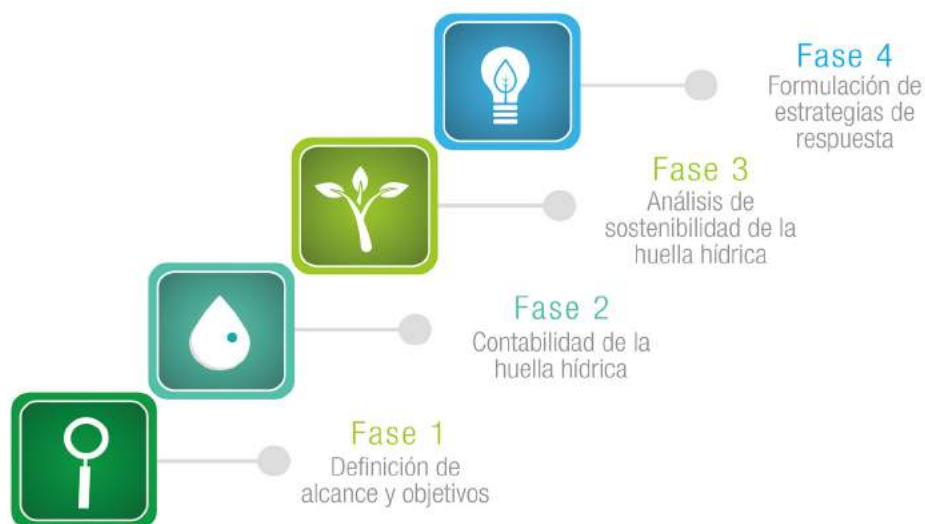 Fase 4
Formulación de
estrategias de
respuesta
Fase 3
Análisis de
sostenibilidad de la
huella hídrica
Fase 2
Contabilidad de la
huella hídrica
Fase 1
Definición de
alcance y objetivos